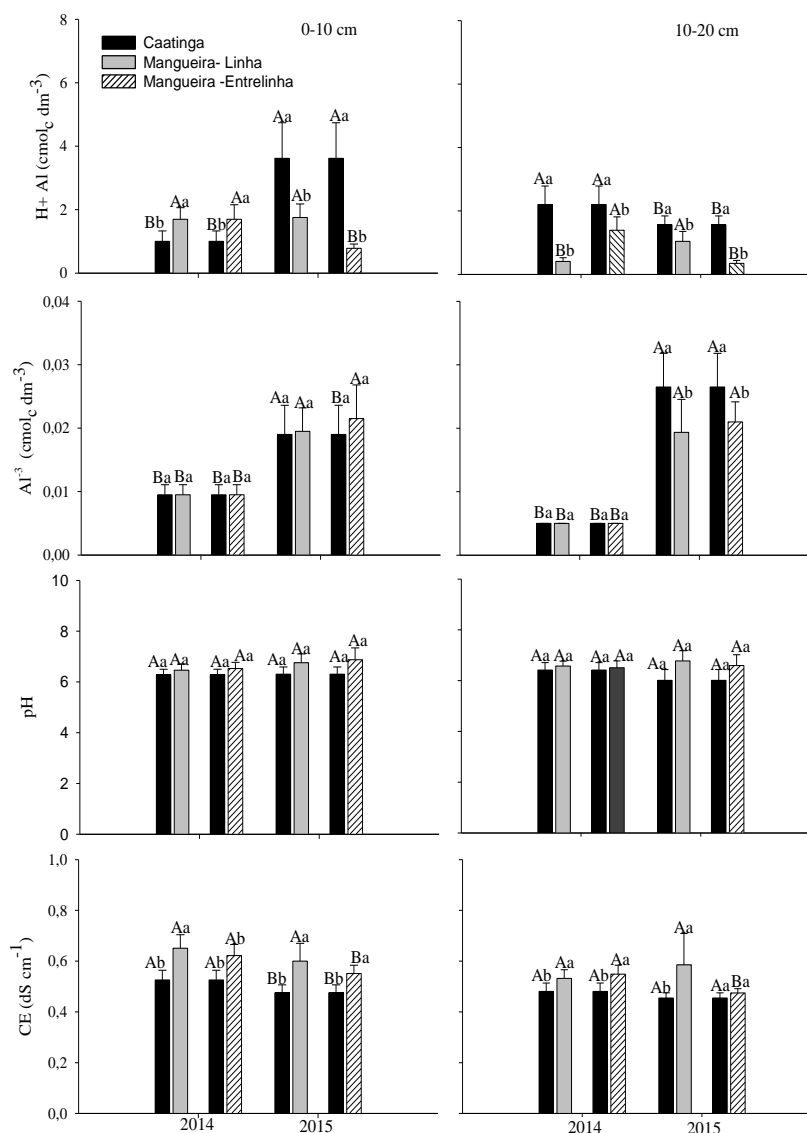 0-10 cm
10-20 cm
Caatinga
Mangueira- Linha
Mangueira -Entrelinha
H+ Al (cmolc dm-3)
8
6
4
2
0
Bb Aa Bb Aa Aa Ab Aa Bb
Aa Bb Aa Ab Ba Ab Ba Bb
Al-3 (cmolc dm-3)
0,04
0,03
0,02
0,01
0,00
Ba Ba Ba Ba Aa Aa Ba Aa
Ba Ba Ba Ba Aa Ab Aa Ab
pH
10
8
6
4
2
0
Aa Aa Aa Aa Aa Aa Aa Aa
Aa Aa Aa Aa Aa Aa Aa Aa
CE (dS cm-1)
1,0
0,8
0,6
0,4
0,2
0,0
Ab Aa Ab Ab Bb Aa Bb Ba
Ab Aa Ab Aa Ab Aa Aa Ba
2014 2015
2014 2015